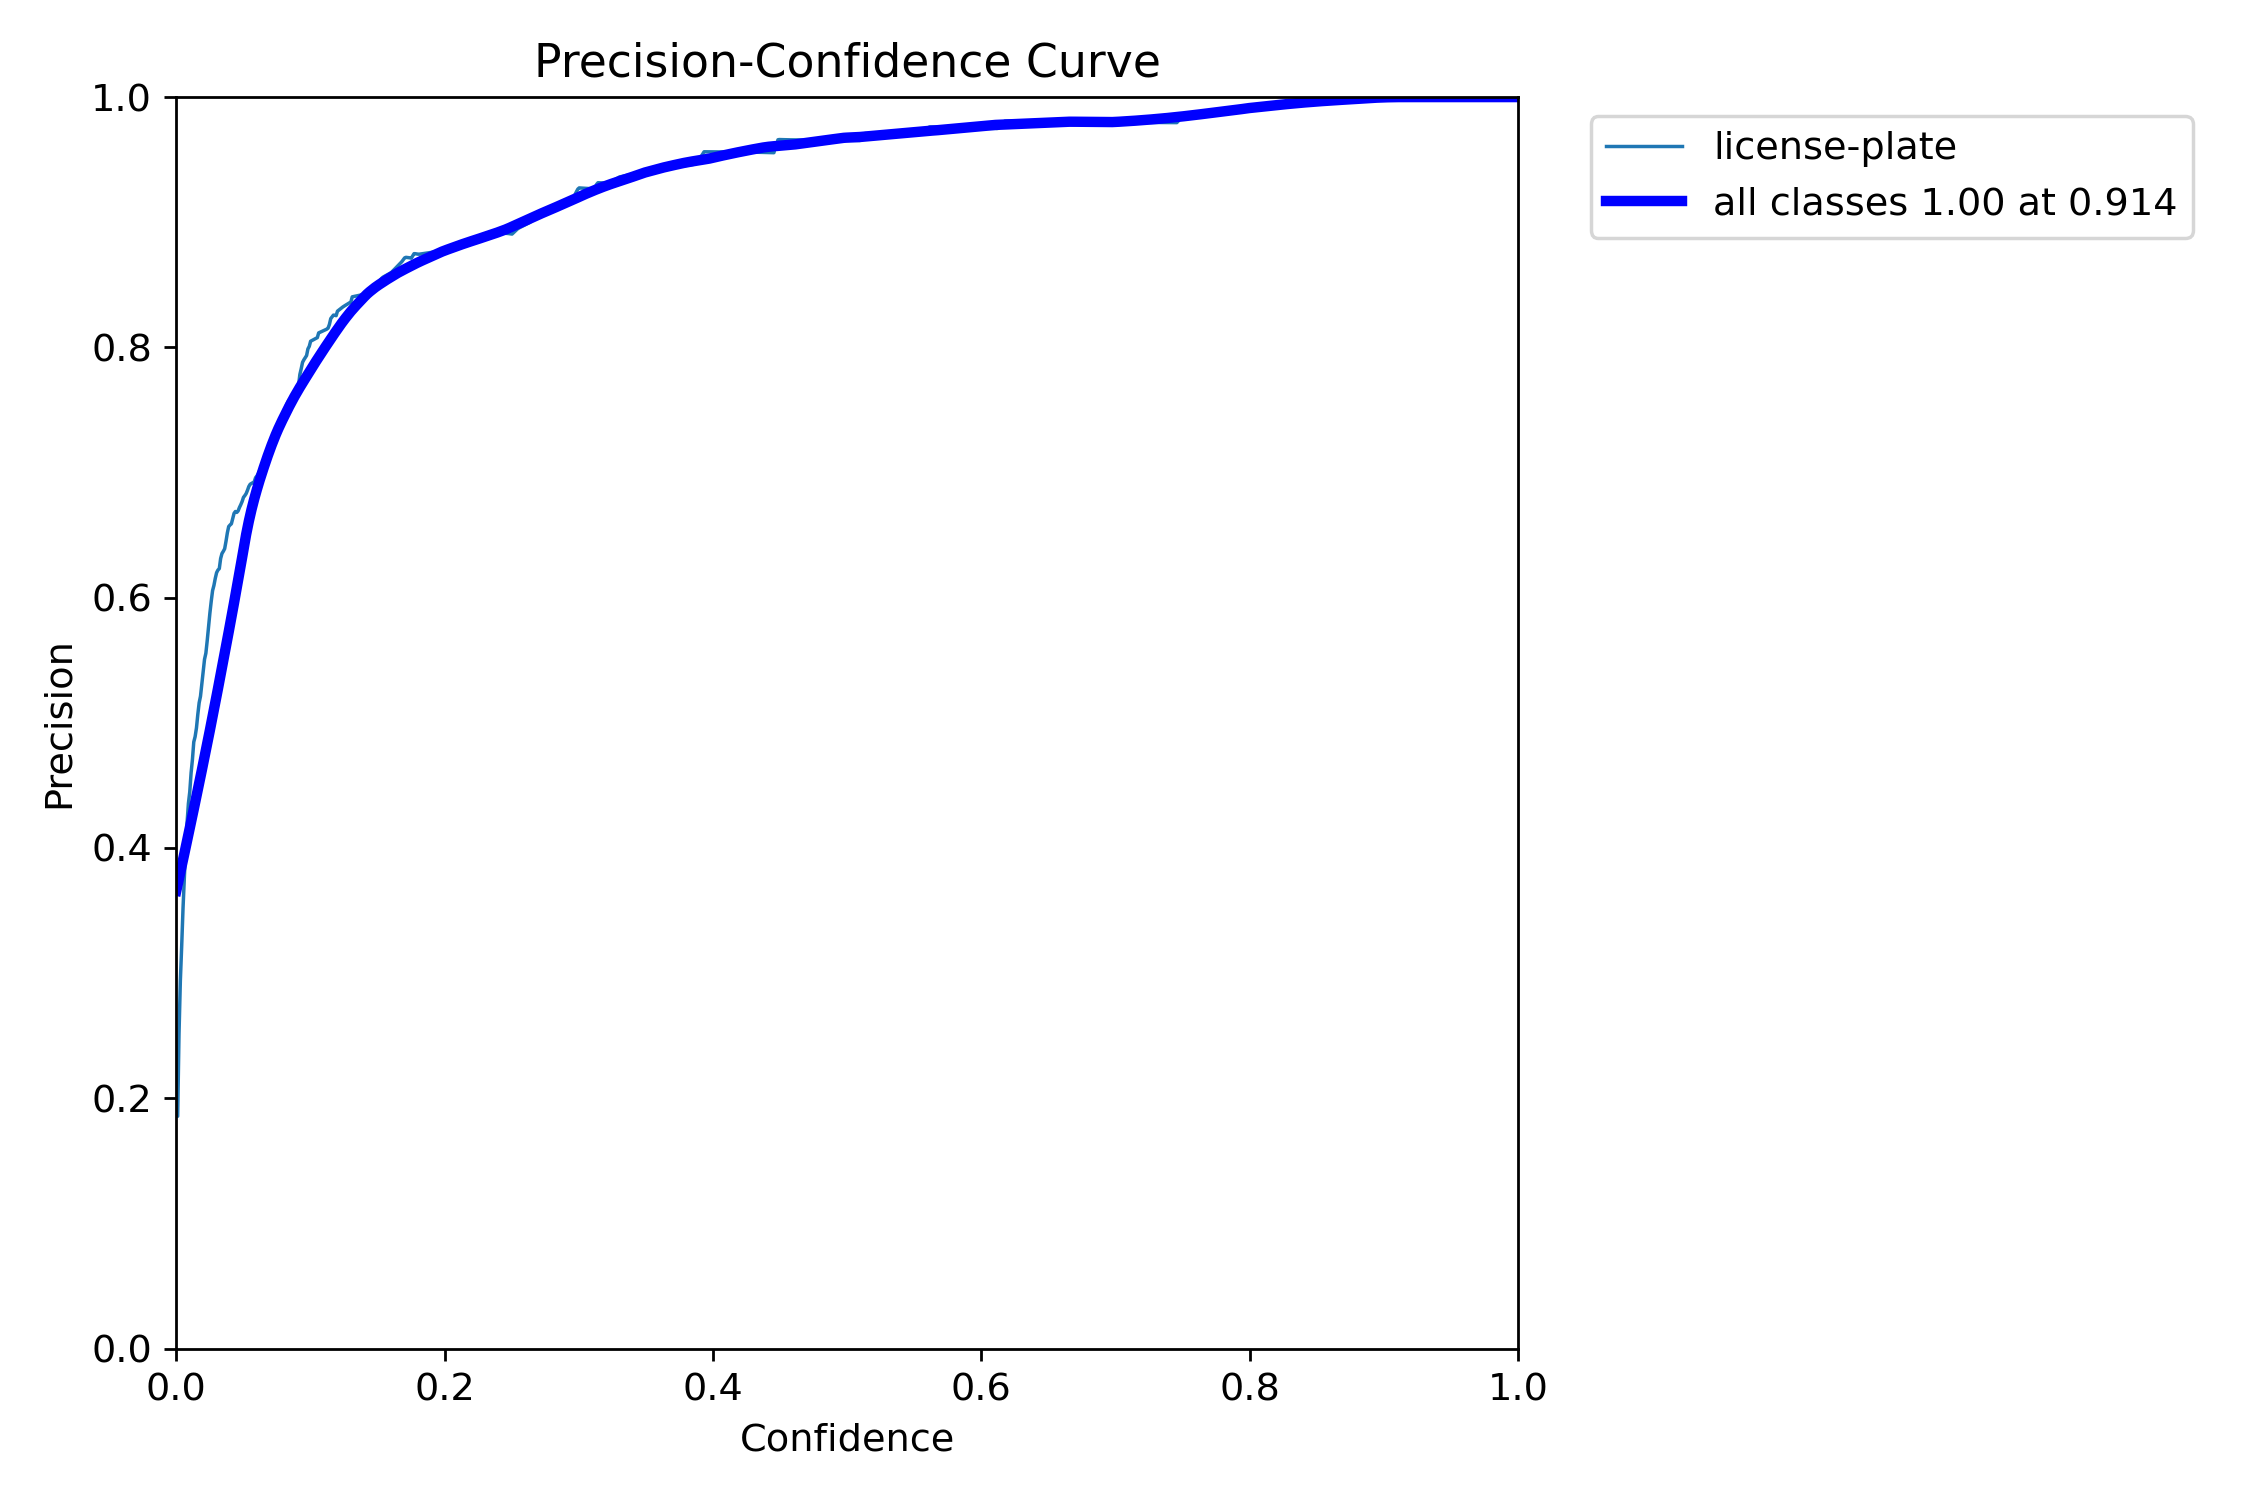 Precision-Confidence Curve
1.0
0.8
0.6
0.4
0.2
0.0
Precision
0.0 0.2 0.4 0.6 0.8 1.0
Confidence
license-plate
all classes 1.00 at 0.914